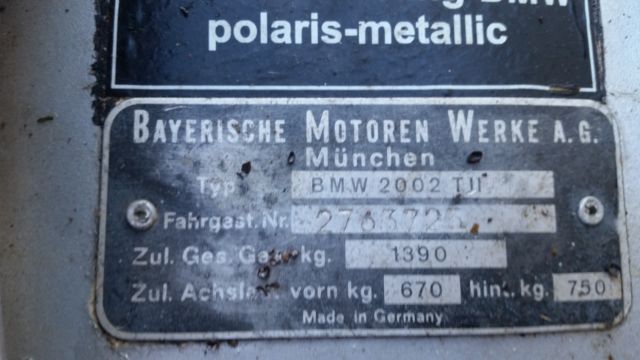 BMW
polaris-metallic
BAYERISCHE MOTOREN WERKE A.G.
München
Typ BMW 2002 TII
Fahrgest. Nr.
Zul. Ges. Gew. kg. 1390
Zul. Achslast vorn kg. 670 hint. kg. 750
Made in Germany